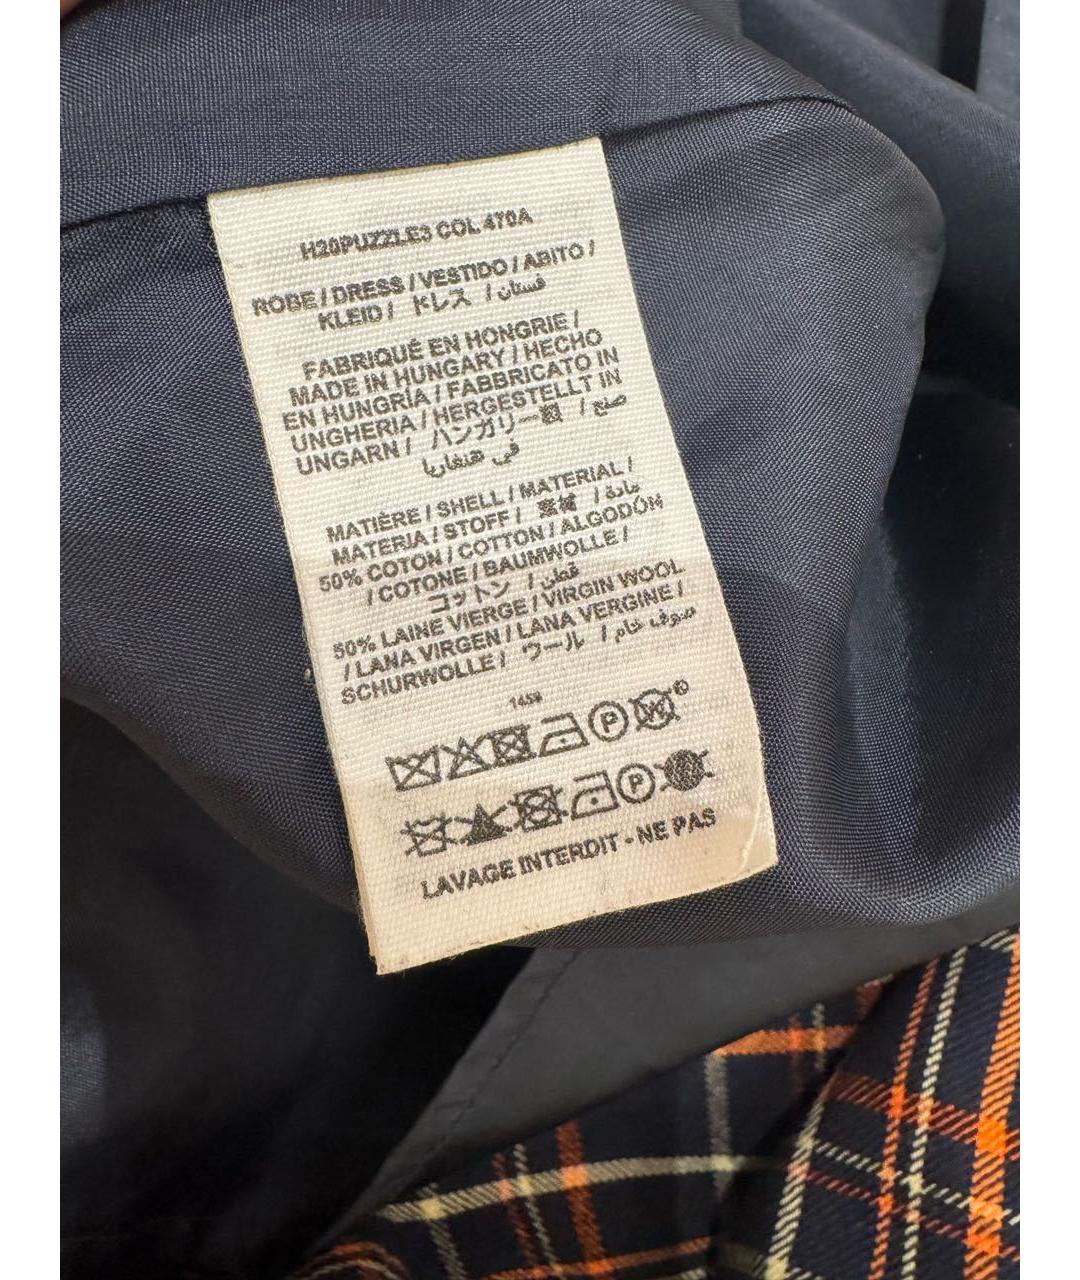 H20PUZZLE3 COL 470A
ROBE / DRESS / VESTIDO / ABITO /
KLEID / ドレス / فستان
FABRIQUÉ EN HONGRIE /
MADE IN HUNGARY / HECHO
EN HUNGRÍA / FABBRICATO IN
UNGHERIA / HERGESTELLT IN
UNGARN / ハンガリー製 / صنع
في هنغاريا
MATIÈRE / SHELL / MATERIAL /
MATERIA / STOFF / 素材 / مادة
50% COTON / COTTON / ALGODÓN
/ COTONE / BAUMWOLLE /
コットン / قطن
50% LAINE VIERGE / VIRGIN WOOL
/ LANA VIRGEN / LANA VERGINE /
SCHURWOLLE / ウール / صوف خام
P W
P
LAVAGE INTERDIT - NE PAS